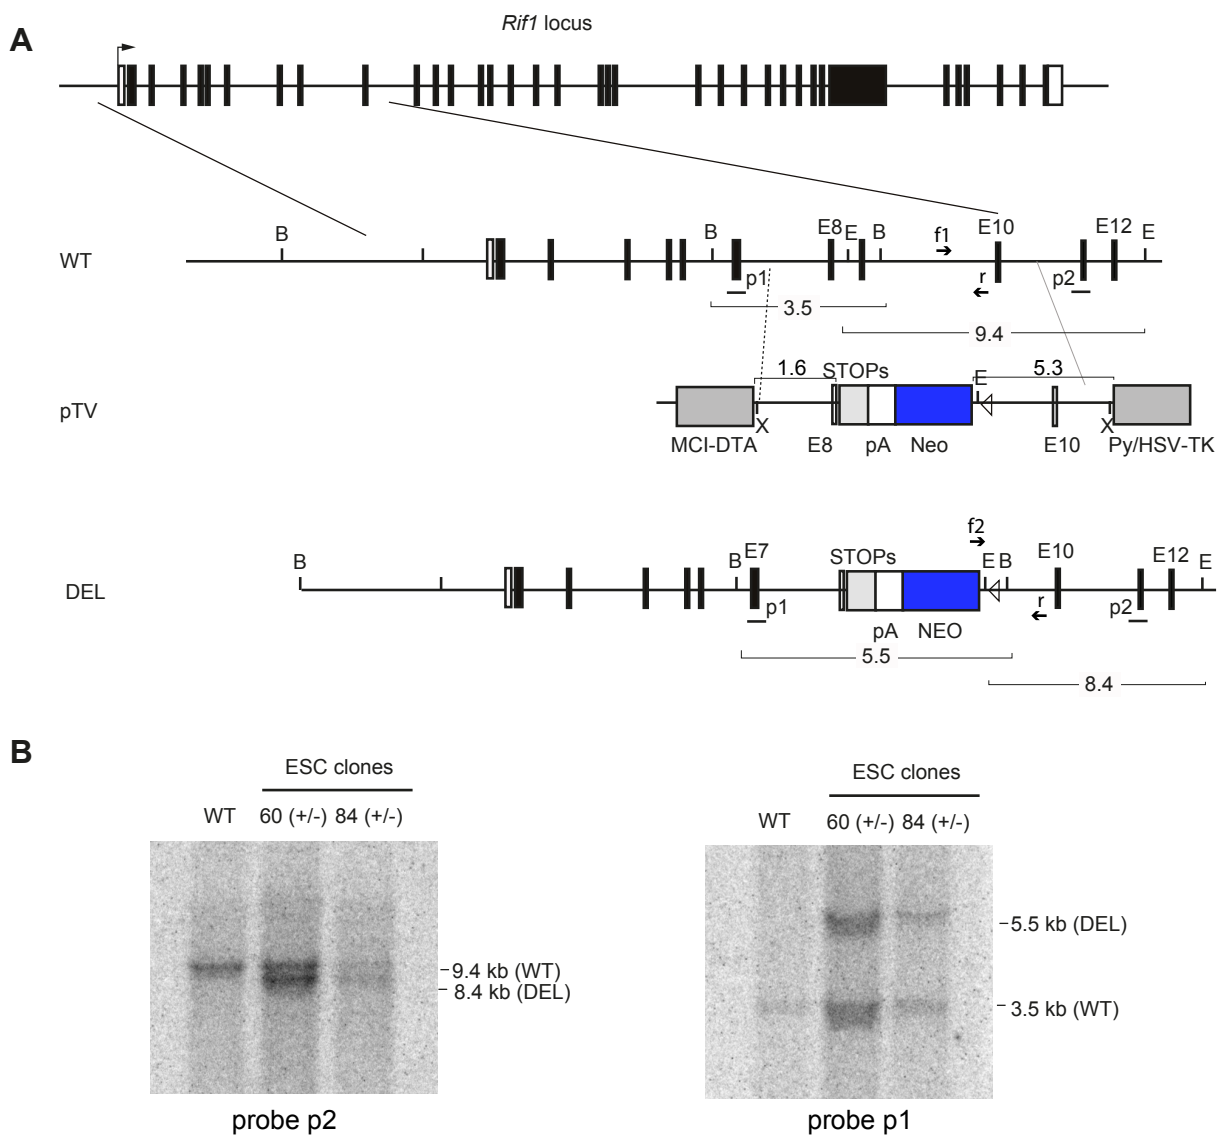 A
Rif1 locus
WT
B
B
E8
E
B
f1
E10
E12
E
p1
r
p2
3.5
9.4
pTV
1.6
STOPs
E
5.3
X
X
MCI-DTA
E8
pA
Neo
E10
Py/HSV-TK
DEL
f2
B
B
E7
STOPs
E
B
E10
E12
E
p1
r
p2
pA
NEO
5.5
8.4
B
ESC clones
WT
60 (+/-)
84 (+/-)
9.4 kb (WT)
8.4 kb (DEL)
probe p2
ESC clones
WT
60 (+/-)
84 (+/-)
5.5 kb (DEL)
3.5 kb (WT)
probe p1